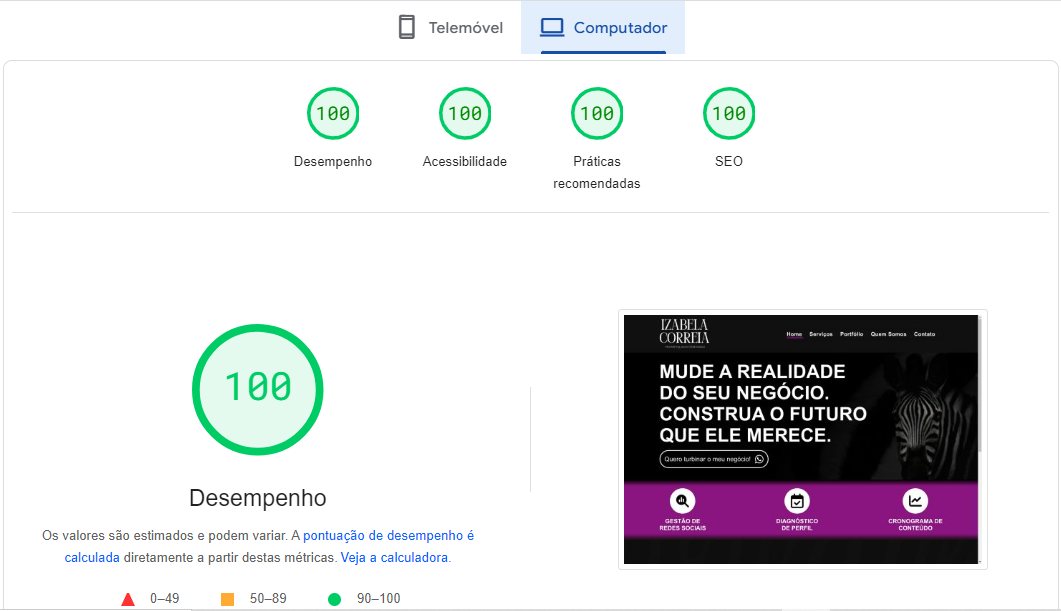 Telemóvel
Computador
100
100
100
100
Desempenho
Acessibilidade
Práticas
recomendadas
SEO
100
Desempenho
Os valores são estimados e podem variar. A pontuação de desempenho é
calculada diretamente a partir destas métricas. Veja a calculadora.
0–49
50–89
90–100
IZABELA
CORREIA
Home Serviços Portfólio Quem Somos Contato
MUDE A REALIDADE
DO SEU NEGÓCIO.
CONSTRUA O FUTURO
QUE ELE MERECE.
Quero turbinar o meu negócio!
GESTÃO DE
REDES SOCIAIS
DIAGNÓSTICO
DE PERFIL
CRONOGRAMA DE
CONTEÚDO